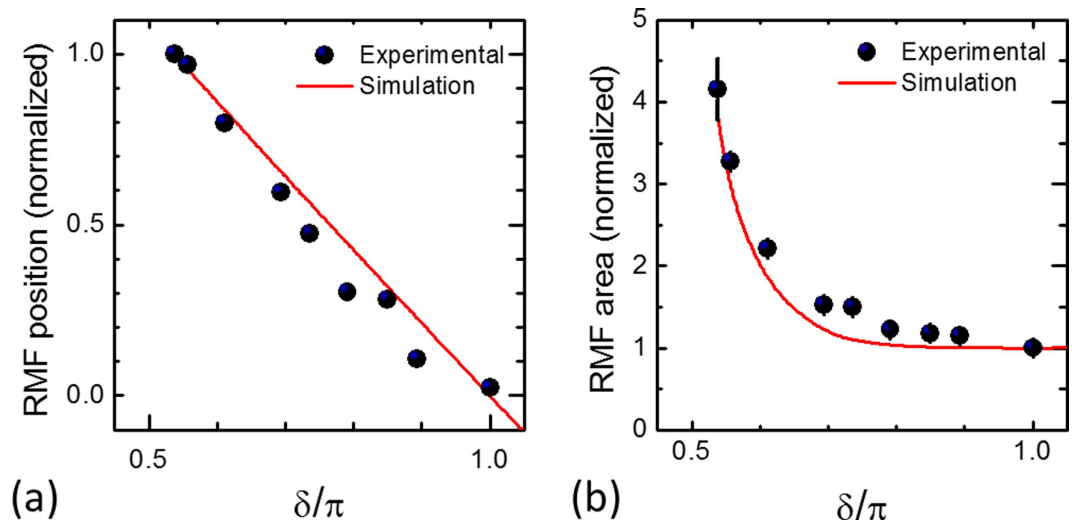 RMF position (normalized)
1.0
0.5
0.0
Experimental
Simulation
0.5
1.0
δ/π
(a)
RMF area (normalized)
5
4
3
2
1
0
Experimental
Simulation
0.5
1.0
δ/π
(b)